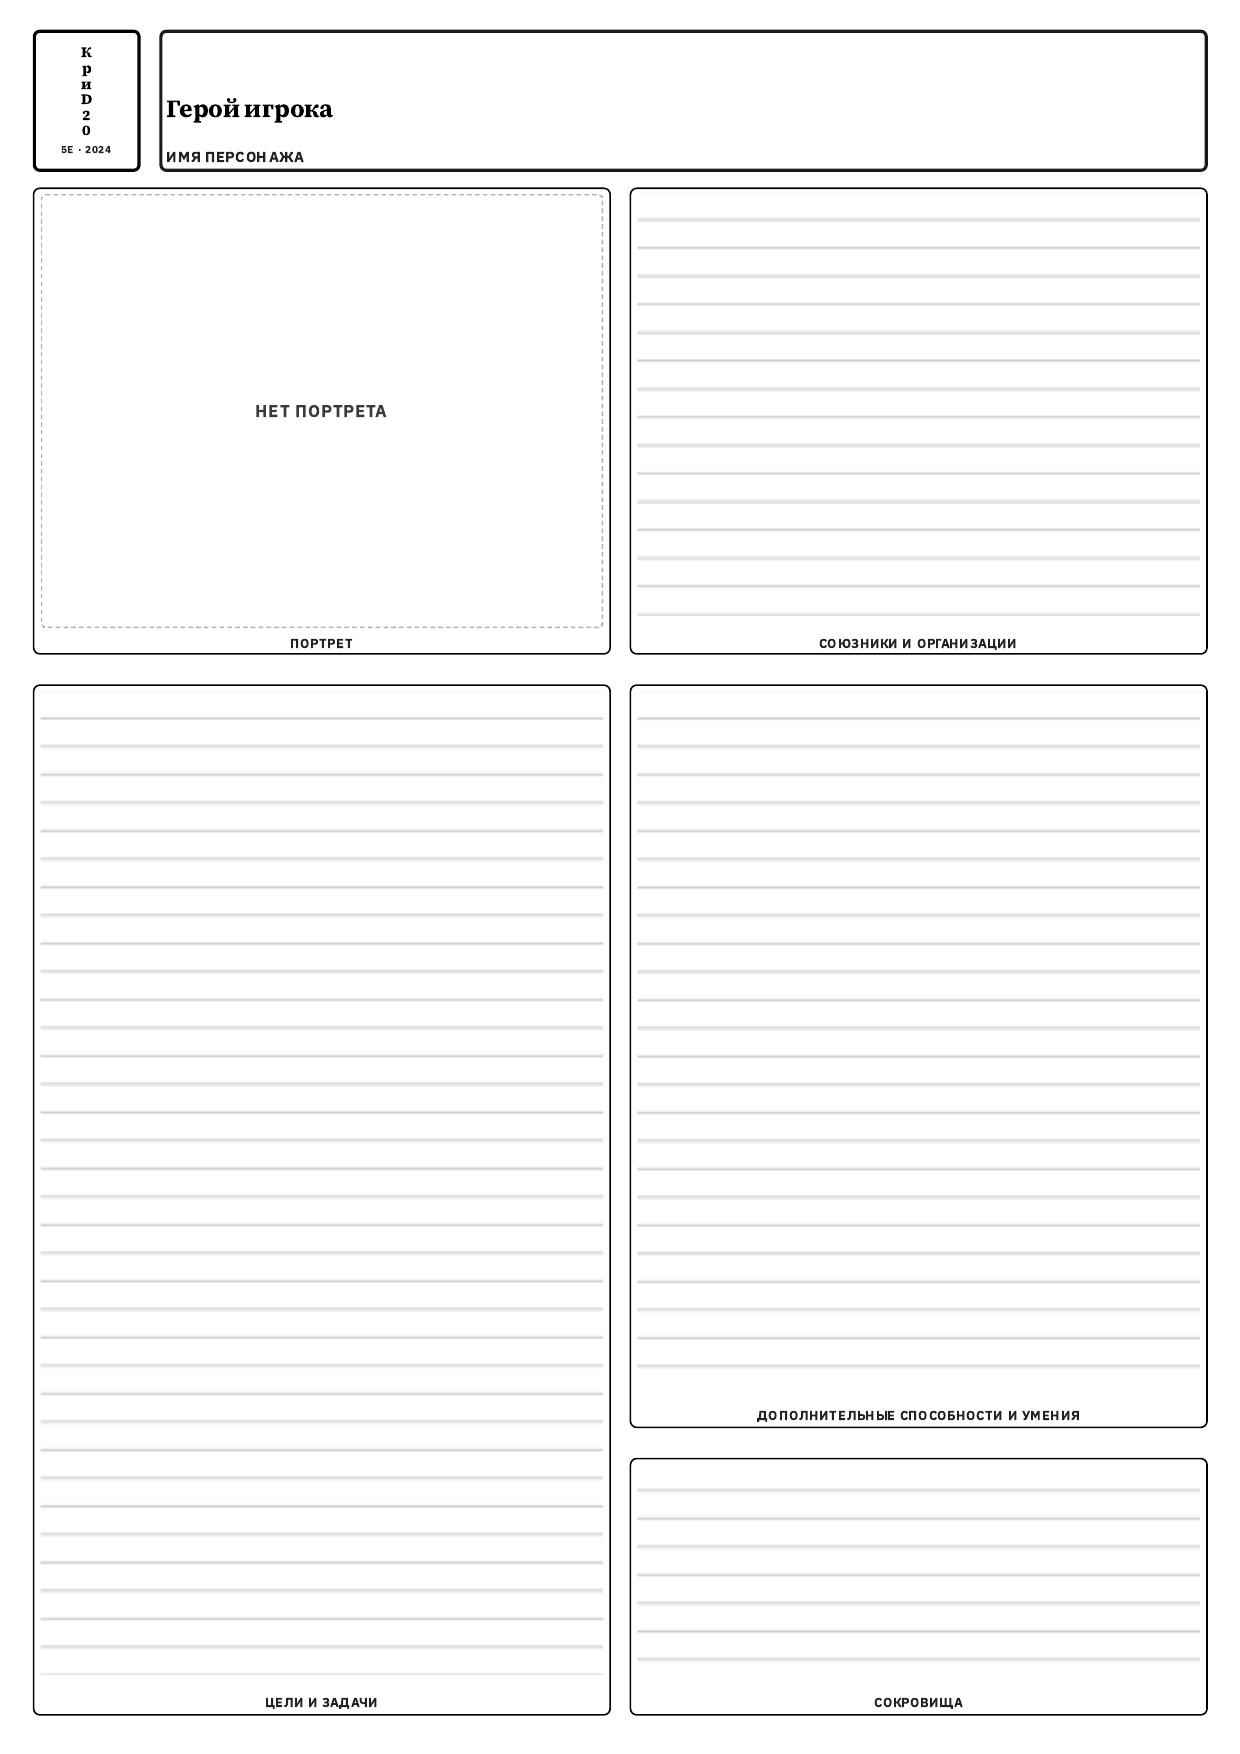 К
р
и
D
2
0
5E · 2024
Герой игрока
ИМЯ ПЕРСОНАЖА
НЕТ ПОРТРЕТА
ПОРТРЕТ
СОЮЗНИКИ И ОРГАНИЗАЦИИ
ДОПОЛНИТЕЛЬНЫЕ СПОСОБНОСТИ И УМЕНИЯ
ЦЕЛИ И ЗАДАЧИ
СОКРОВИЩА